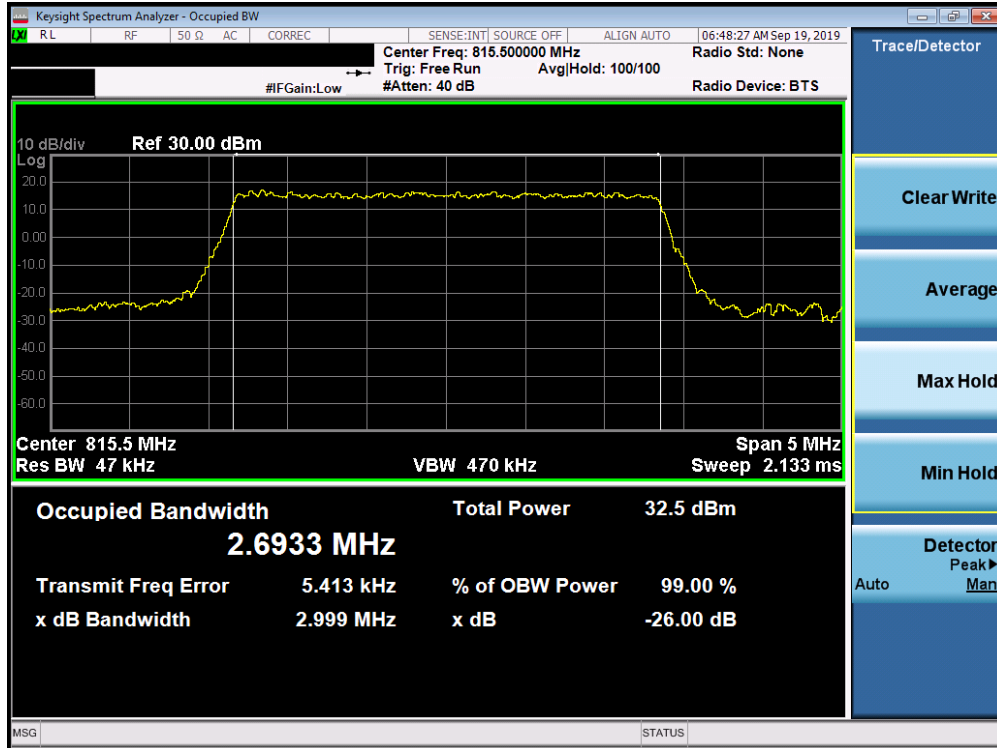 Keysight Spectrum Analyzer - Occupied BW
LXI RL RF 50 Ω AC CORREC SENSE:INT SOURCE OFF ALIGN AUTO 06:48:27 AM Sep 19, 2019
Center Freq: 815.500000 MHz Radio Std: None
Trig: Free Run Avg|Hold: 100/100
#IFGain:Low #Atten: 40 dB Radio Device: BTS
Trace/Detector
10 dB/div Ref 30.00 dBm
Log
20.0
10.0
0.00
-10.0
-20.0
-30.0
-40.0
-50.0
-60.0
Center 815.5 MHz Span 5 MHz
Res BW 47 kHz VBW 470 kHz Sweep 2.133 ms
Occupied Bandwidth Total Power 32.5 dBm
2.6933 MHz
Transmit Freq Error 5.413 kHz % of OBW Power 99.00 %
x dB Bandwidth 2.999 MHz x dB -26.00 dB
Clear Write
Average
Max Hold
Min Hold
Detector
Peak▶
Auto Man
MSG STATUS